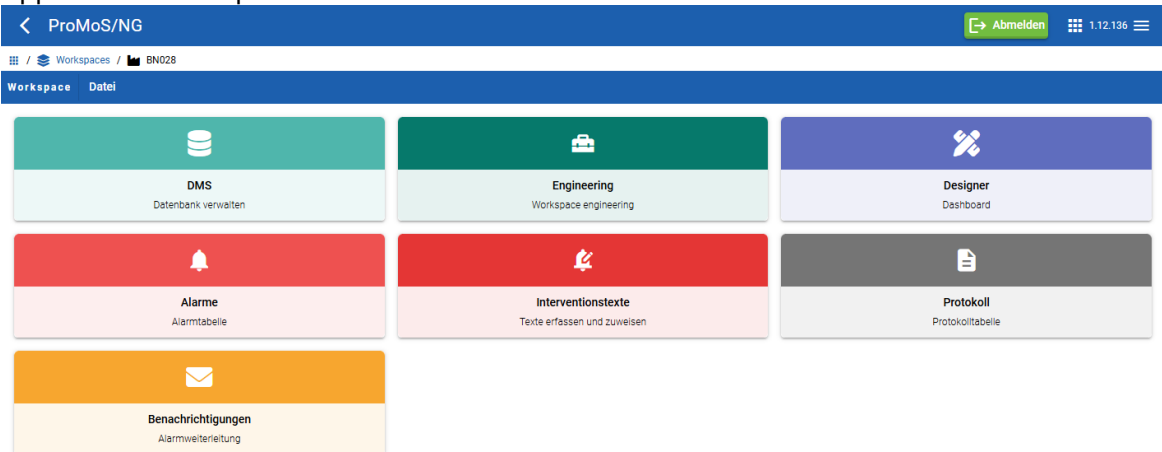 ProMoS/NG
Abmelden
1.12.136
/ Workspaces / BN028
Workspace Datei
DMS
Datenbank verwalten
Engineering
Workspace engineering
Designer
Dashboard
Alarme
Alarmtabelle
Interventionstexte
Texte erfassen und zuweisen
Protokoll
Protokolltabelle
Benachrichtigungen
Alarmweiterleitung